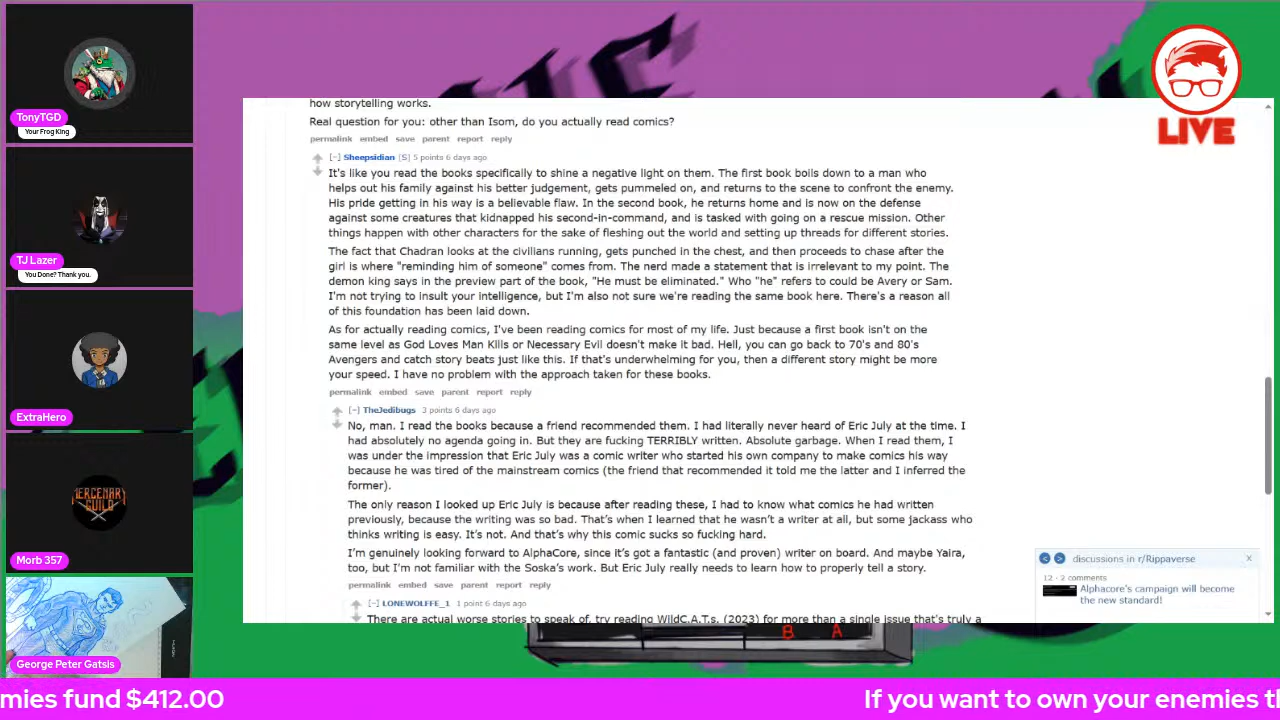 TonyTGD
Your Frog King
TJ Lazer
You Done? Thank you.
ExtraHero
MERCENARY
GUILD
Morb 357
George Peter Gatsis
LIVE
how storytelling works.
Real question for you: other than Isom, do you actually read comics?
permalink embed save parent report reply
[–] Sheepsidian [S] 5 points 6 days ago
It's like you read the books specifically to shine a negative light on them. The first book boils down to a man who
helps out his family against his better judgement, gets pummeled on, and returns to the scene to confront the enemy.
His pride getting in his way is a believable flaw. In the second book, he returns home and is now on the defense
against some creatures that kidnapped his second-in-command, and is tasked with going on a rescue mission. Other
things happen with other characters for the sake of fleshing out the world and setting up threads for different stories.
The fact that Chadran looks at the civilians running, gets punched in the chest, and then proceeds to chase after the
girl is where "reminding him of someone" comes from. The nerd made a statement that is irrelevant to my point. The
demon king says in the preview part of the book, "He must be eliminated." Who "he" refers to could be Avery or Sam.
I'm not trying to insult your intelligence, but I'm also not sure we're reading the same book here. There's a reason all
of this foundation has been laid down.
As for actually reading comics, I've been reading comics for most of my life. Just because a first book isn't on the
same level as God Loves Man Kills or Necessary Evil doesn't make it bad. Hell, you can go back to 70's and 80's
Avengers and catch story beats just like this. If that's underwhelming for you, then a different story might be more
your speed. I have no problem with the approach taken for these books.
permalink embed save parent report reply
[–] TheJedibugs 3 points 6 days ago
No, man. I read the books because a friend recommended them. I had literally never heard of Eric July at the time. I
had absolutely no agenda going in. But they are fucking TERRIBLY written. Absolute garbage. When I read them, I
was under the impression that Eric July was a comic writer who started his own company to make comics his way
because he was tired of the mainstream comics (the friend that recommended it told me the latter and I inferred the
former).
The only reason I looked up Eric July is because after reading these, I had to know what comics he had written
previously, because the writing was so bad. That's when I learned that he wasn't a writer at all, but some jackass who
thinks writing is easy. It's not. And that's why this comic sucks so fucking hard.
I'm genuinely looking forward to AlphaCore, since it's got a fantastic (and proven) writer on board. And maybe Yaira,
too, but I'm not familiar with the Soska's work. But Eric July really needs to learn how to properly tell a story.
permalink embed save parent report reply
[–] LONEWOLFFE_1 1 point 6 days ago
There are actual worse stories to speak of, try reading WildC.A.T.s. (2023) for more than a single issue that's truly a
< > discussions in r/Rippaverse X
12 · 2 comments
Alphacore's campaign will become
the new standard!
B A
mies fund $412.00
If you want to own your enemies th